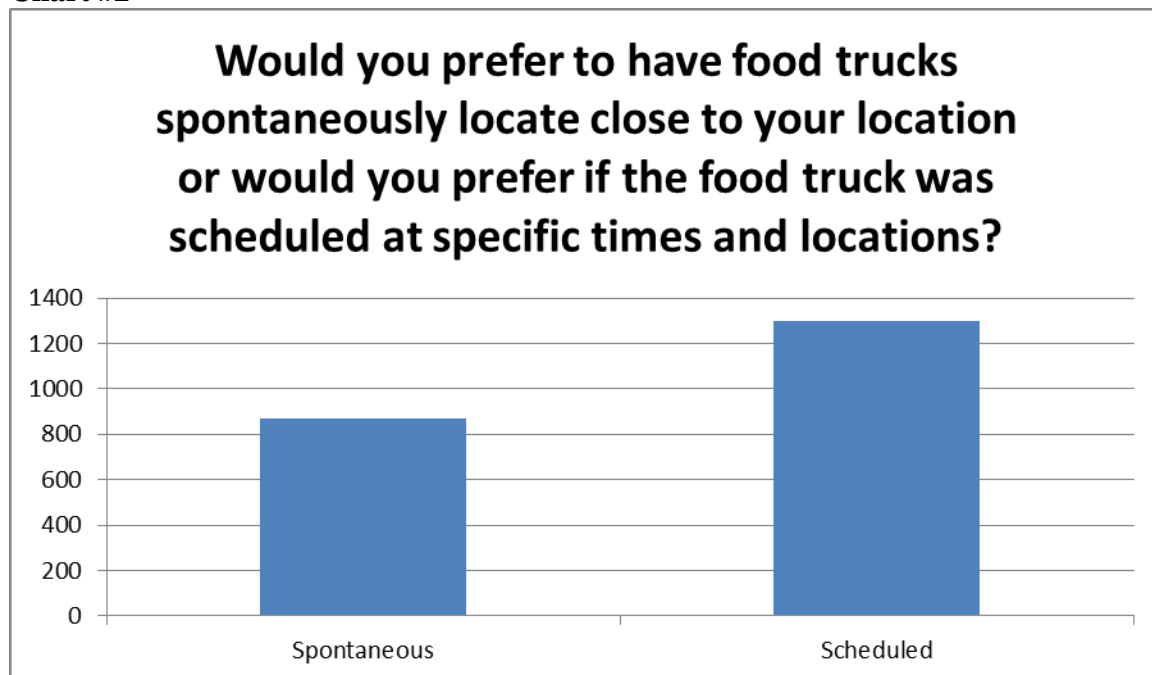 Would you prefer to have food trucks
spontaneously locate close to your location
or would you prefer if the food truck was
scheduled at specific times and locations?
1400
1200
1000
800
600
400
200
0
Spontaneous
Scheduled